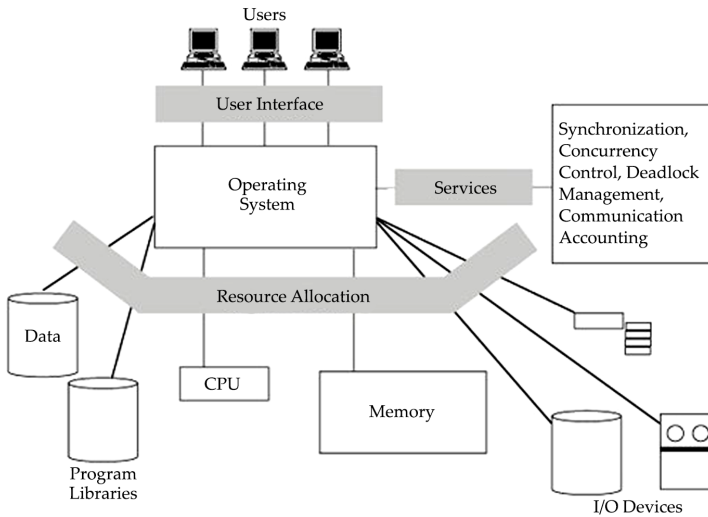 Users
User Interface
Operating
System
Services
Synchronization,
Concurrency
Control, Deadlock
Management,
Communication
Accounting
Resource Allocation
Data
CPU
Memory
Program
Libraries
I/O Devices